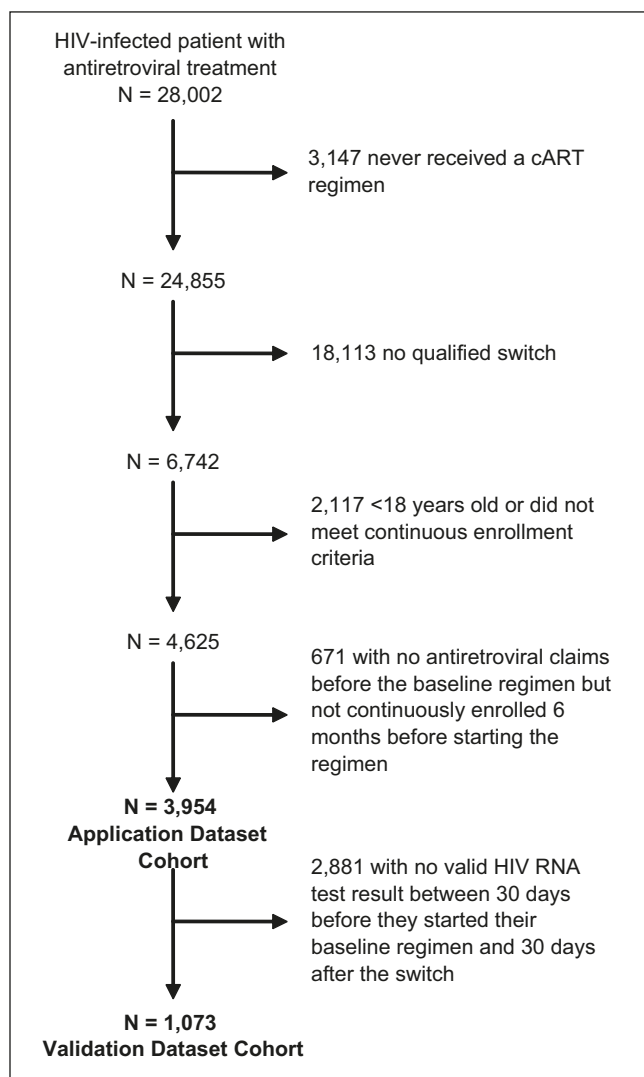 HIV-infected patient with
antiretroviral treatment
N = 28,002
3,147 never received a cART
regimen
N = 24,855
18,113 no qualified switch
N = 6,742
2,117 <18 years old or did not
meet continuous enrollment
criteria
N = 4,625
671 with no antiretroviral claims
before the baseline regimen but
not continuously enrolled 6
months before starting the
regimen
N = 3,954
Application Dataset
Cohort
2,881 with no valid HIV RNA
test result between 30 days
before they started their
baseline regimen and 30 days
after the switch
N = 1,073
Validation Dataset Cohort